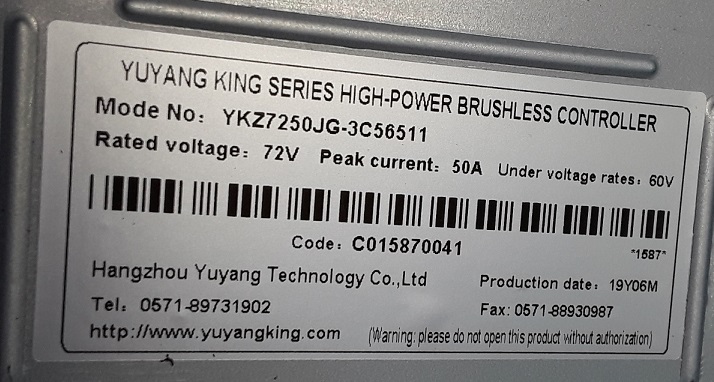 YUYANG KING SERIES HIGH-POWER BRUSHLESS CONTROLLER
Mode No: YKZ7250JG-3C56511
Rated voltage: 72V Peak current: 50A Under voltage rates: 60V
Code: C015870041 *1587*
Hangzhou Yuyang Technology Co.,Ltd Production date: 19Y06M
Tel: 0571-89731902 Fax: 0571-88930987
http://www.yuyangking.com (Warning: please do not open this product without authorization)